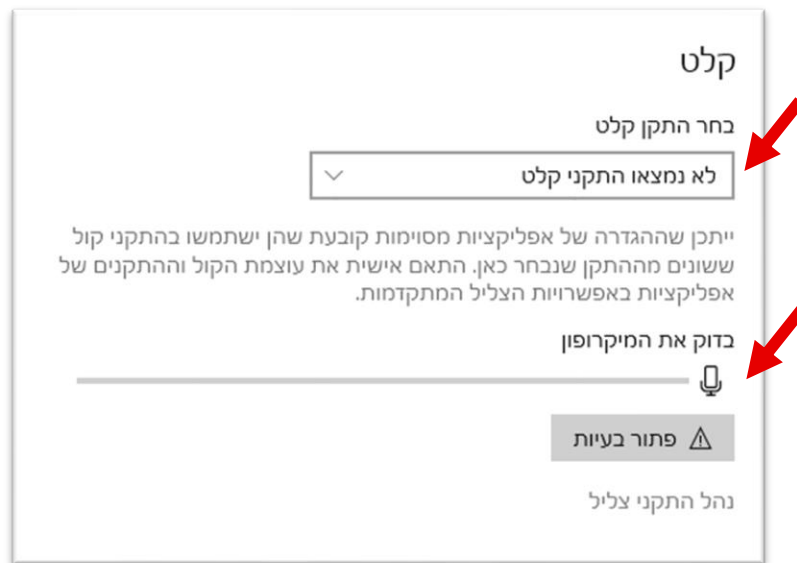 קלט
בחר התקן קלט
לא נמצאו התקני קלט
ייתכן שההגדרה של אפליקציות מסוימות קובעת שהן ישתמשו בהתקני קול
ששונים מההתקן שנבחר כאן. התאם אישית את עוצמת הקול וההתקנים של
אפליקציות באפשרויות הצליל המתקדמות.
בדוק את המיקרופון
פתור בעיות
נהל התקני צליל